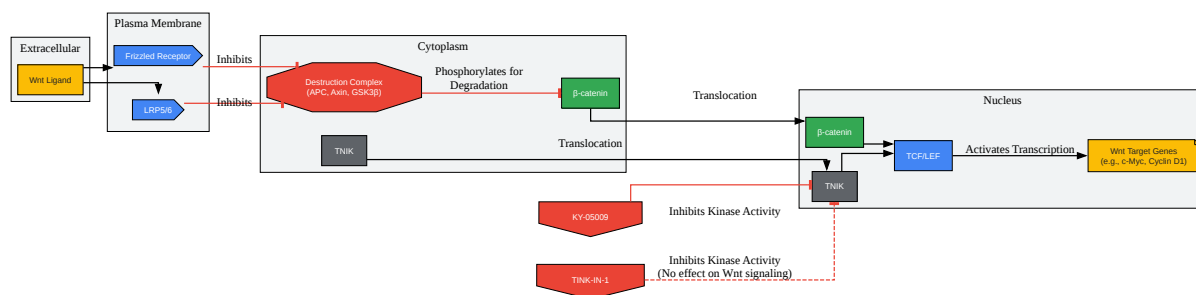 Extracellular
Wnt Ligand
Plasma Membrane
Frizzled Receptor
LRP5/6
Inhibits
Inhibits
Cytoplasm
Destruction Complex
(APC, Axin, GSK3β)
Phosphorylates for
Degradation
β-catenin
TNIK
Translocation
Translocation
Nucleus
β-catenin
TNIK
TCF/LEF
Activates Transcription
Wnt Target Genes
(e.g., c-Myc, Cyclin D1)
KY-05009
Inhibits Kinase Activity
TINK-IN-1
Inhibits Kinase Activity
(No effect on Wnt signaling)